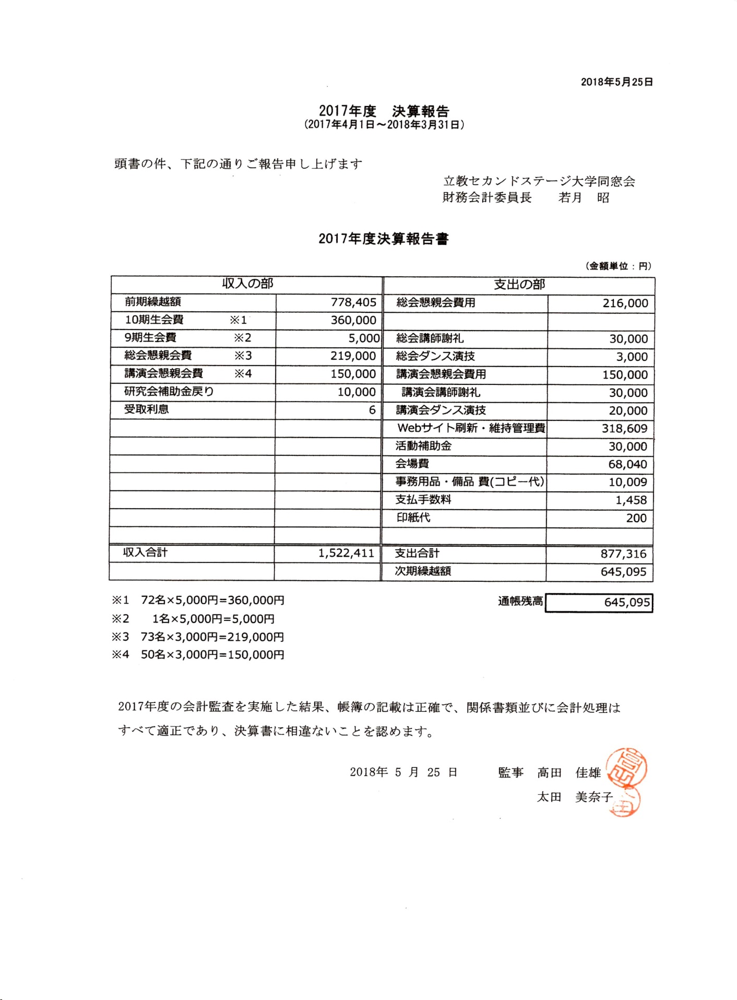 2018年5月25日
2017年度　決算報告
（2017年4月1日～2018年3月31日）
頭書の件、下記の通りご報告申し上げます
立教セカンドステージ大学同窓会
財務会計委員長　　若月　昭
2017年度決算報告書
（金額単位：円）
収入の部 支出の部
前期繰越額 778,405 総会懇親会費用 216,000
10期生会費 ※1 360,000
9期生会費 ※2 5,000 総会講師謝礼 30,000
総会懇親会費 ※3 219,000 総会ダンス演技 3,000
講演会懇親会費 ※4 150,000 講演会懇親会費用 150,000
研究会補助金戻り 10,000 講演会講師謝礼 30,000
受取利息 6 講演会ダンス演技 20,000
Webサイト刷新・維持管理費 318,609
活動補助金 30,000
会場費 68,040
事務用品・備品 費(コピー代) 10,009
支払手数料 1,458
印紙代 200
収入合計 1,522,411 支出合計 877,316
次期繰越額 645,095
※1　72名×5,000円=360,000円 通帳残高 645,095
※2　1名×5,000円=5,000円
※3　73名×3,000円=219,000円
※4　50名×3,000円=150,000円
2017年度の会計監査を実施した結果、帳簿の記載は正確で、関係書類並びに会計処理は
すべて適正であり、決算書に相違ないことを認めます。
2018年 5 月 25 日　　監事　高田　佳雄
太田　美奈子